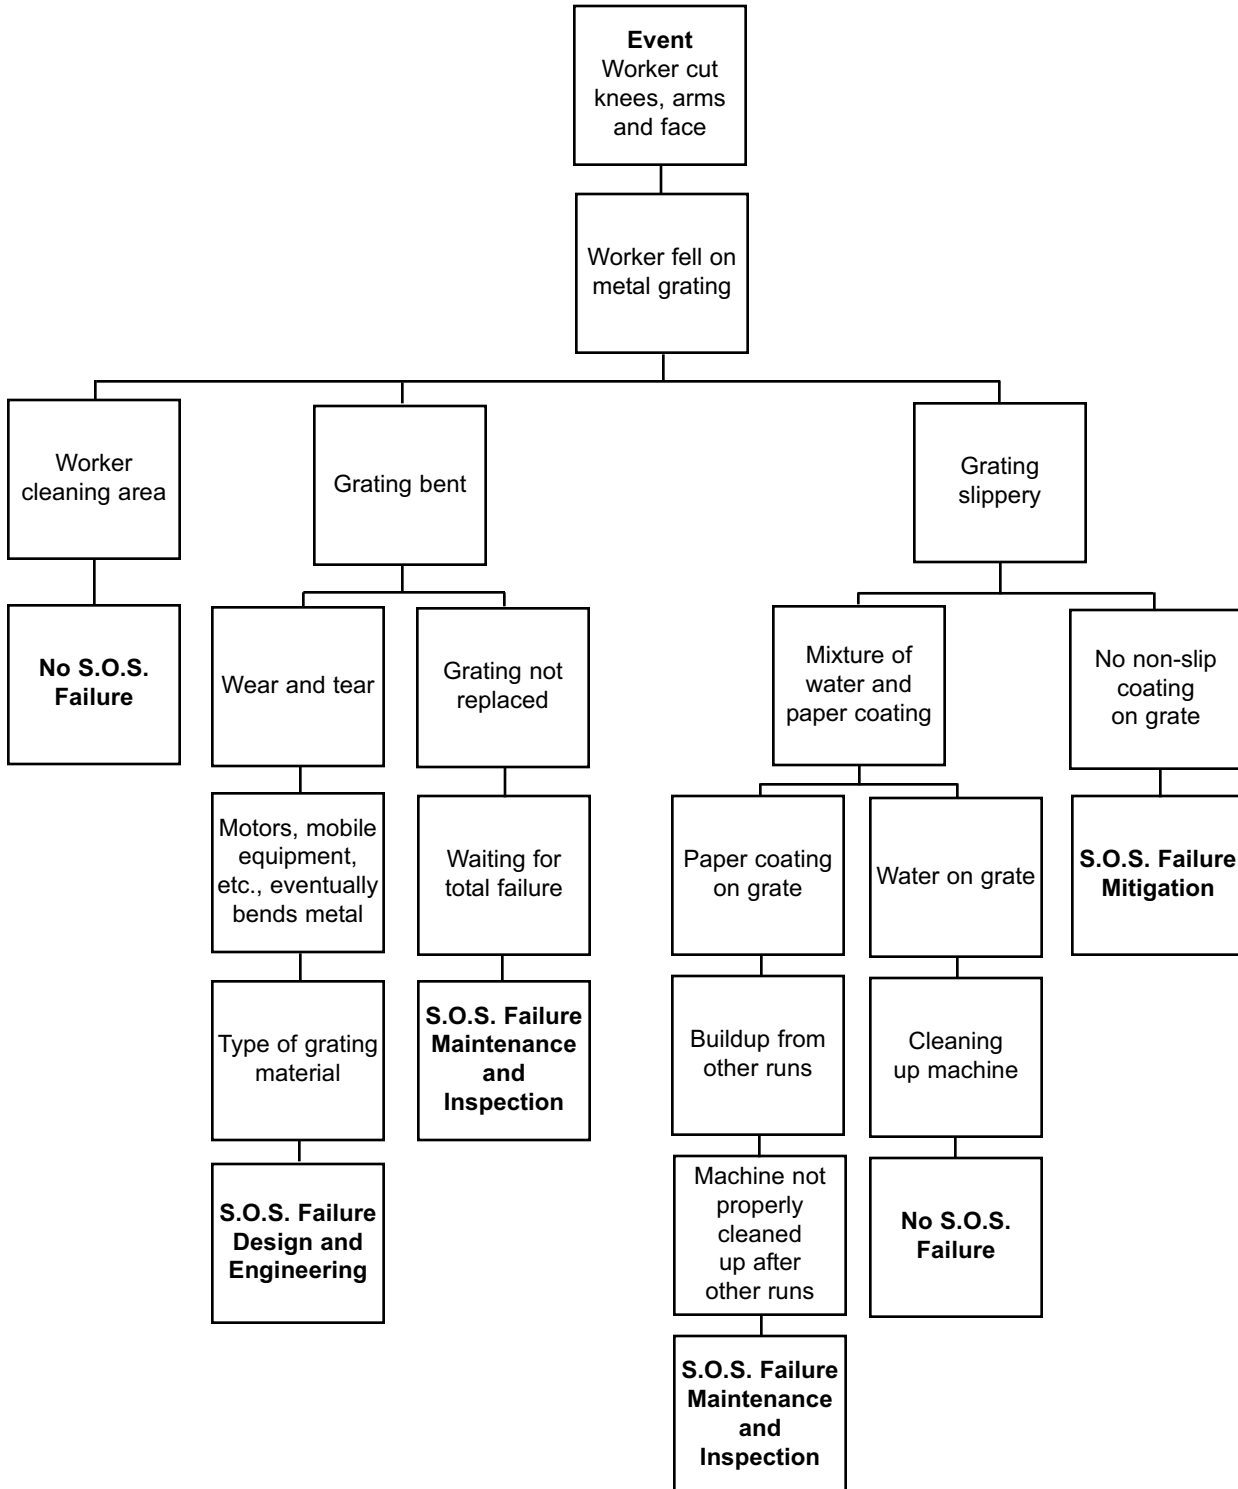 Event
Worker cut
knees, arms
and face
Worker fell on
metal grating
Worker
cleaning area
Grating bent
Grating
slippery
No S.O.S.
Failure
Wear and tear
Grating not
replaced
Mixture of
water and
paper coating
No non-slip
coating
on grate
Motors, mobile
equipment,
etc., eventually
bends metal
Waiting for
total failure
Paper coating
on grate
Water on grate
S.O.S. Failure
Mitigation
Type of grating
material
S.O.S. Failure
Maintenance
and
Inspection
Buildup from
other runs
Cleaning
up machine
S.O.S. Failure
Design and
Engineering
Machine not
properly
cleaned
up after
other runs
No S.O.S.
Failure
S.O.S. Failure
Maintenance
and
Inspection